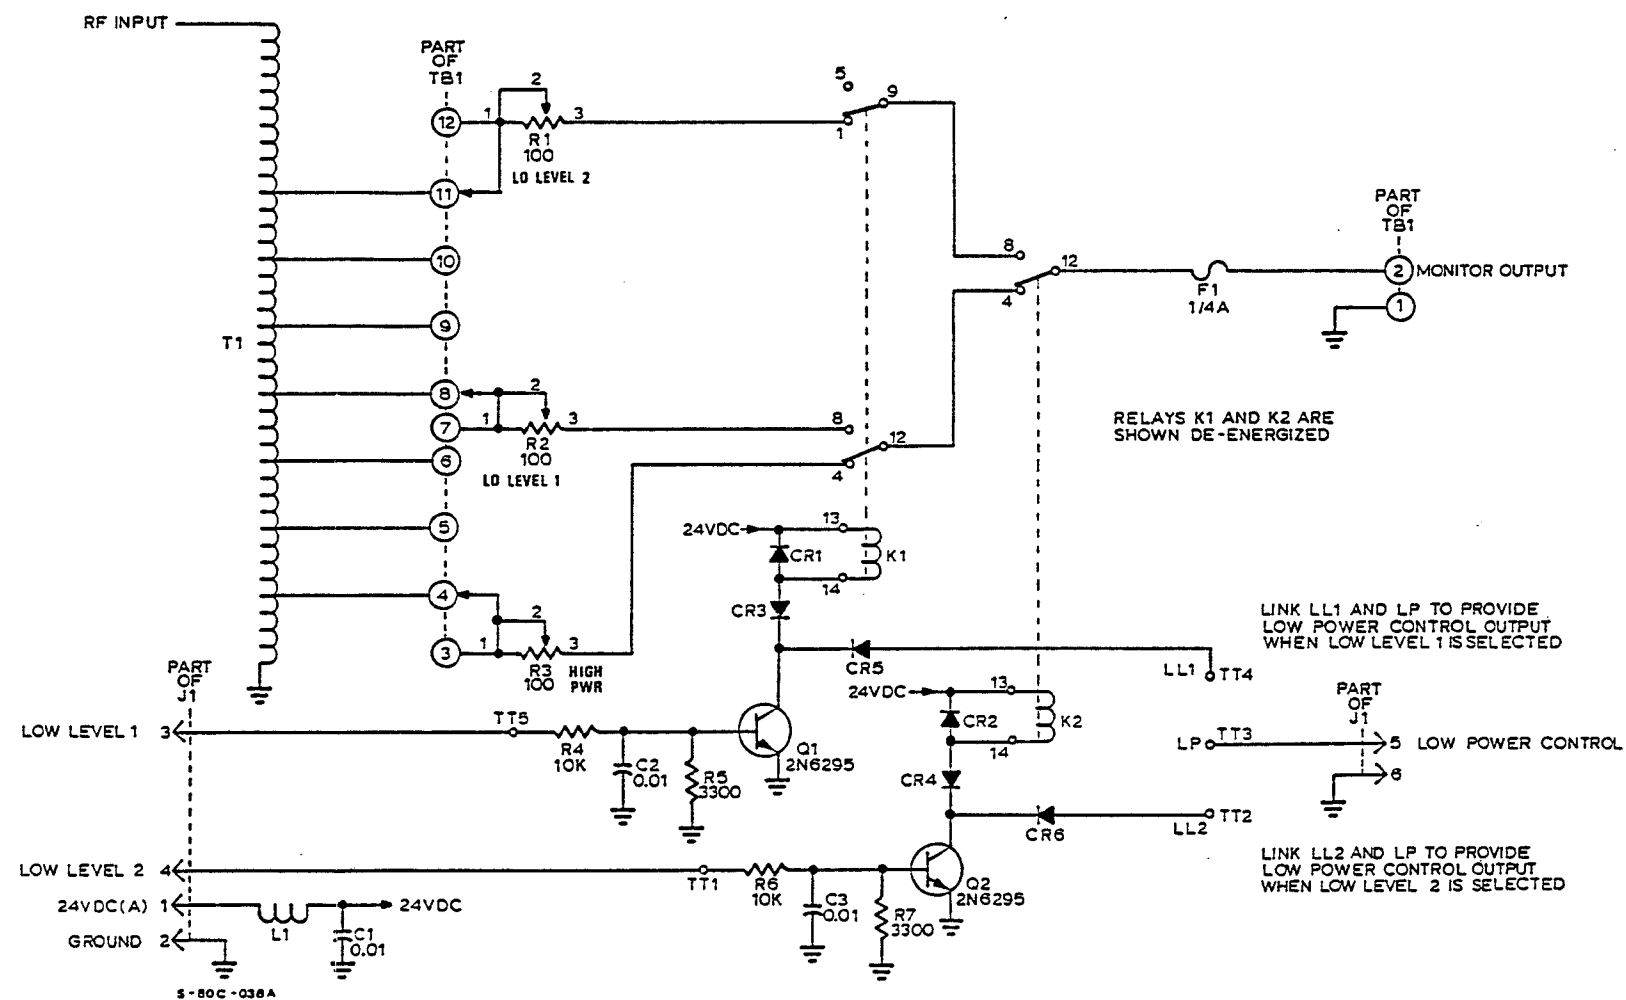 RF INPUT
PART
OF
TB1
12
1
2
3
R1
100
LO LEVEL 2
11
10
9
T1
8
7
1
2
3
R2
100
LO LEVEL 1
6
5
4
3
1
2
3
R3
100
HIGH
PWR
5
9
1
8
12
4
8
12
4
F1
1/4A
PART
OF
TB1
2 MONITOR OUTPUT
1
RELAYS K1 AND K2 ARE
SHOWN DE-ENERGIZED
24VDC
13
CR1
K1
14
CR3
CR5
LL1
TT4
LINK LL1 AND LP TO PROVIDE
LOW POWER CONTROL OUTPUT
WHEN LOW LEVEL 1 IS SELECTED
24VDC
13
CR2
K2
14
CR4
CR6
LL2
TT2
LP
TT3
PART
OF
J1
5 LOW POWER CONTROL
6
LINK LL2 AND LP TO PROVIDE
LOW POWER CONTROL OUTPUT
WHEN LOW LEVEL 2 IS SELECTED
PART
OF
J1
LOW LEVEL 1 3
TT5
R4
10K
C2
0.01
R5
3300
Q1
2N6295
LOW LEVEL 2 4
TT1
R6
10K
C3
0.01
R7
3300
Q2
2N6295
24VDC(A) 1
L1
24VDC
C1
0.01
GROUND 2
S-80C-038A